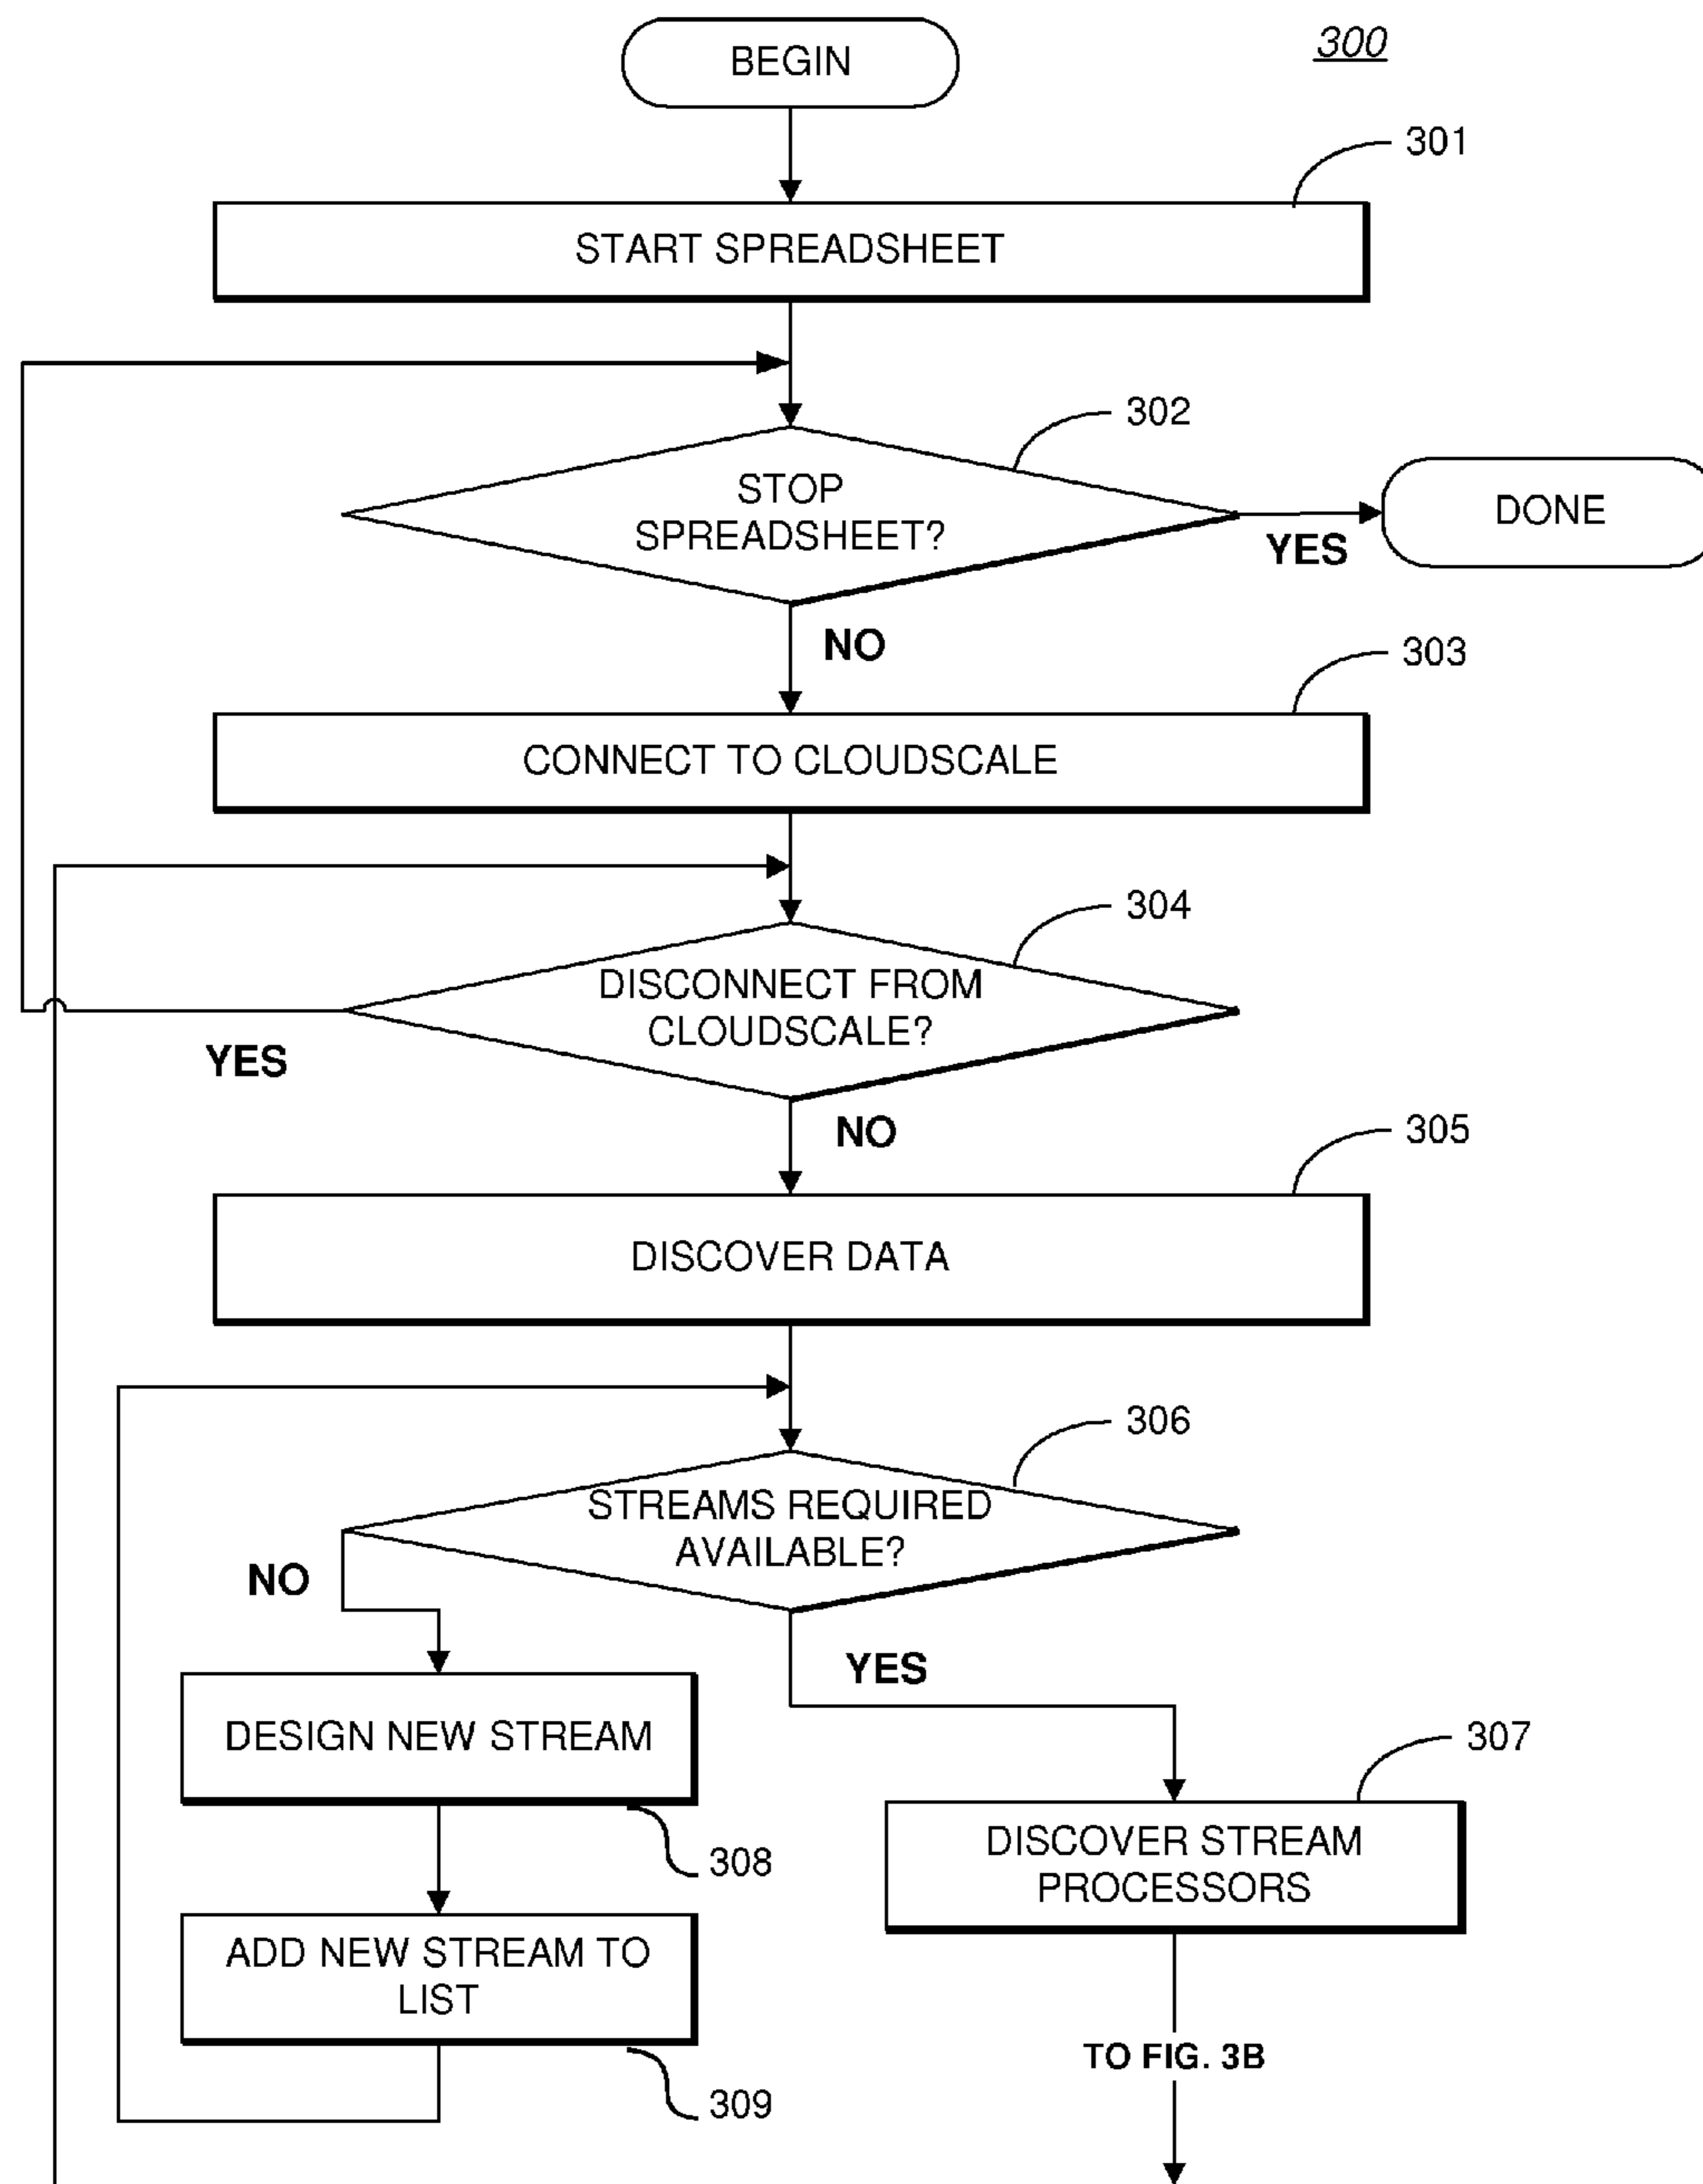 BEGIN
300
301
START SPREADSHEET
302
STOP
SPREADSHEET?
DONE
YES
NO
303
CONNECT TO CLOUDSCALE
304
DISCONNECT FROM
CLOUDSCALE?
YES
NO
305
DISCOVER DATA
306
STREAMS REQUIRED
AVAILABLE?
NO
YES
307
DESIGN NEW STREAM
308
DISCOVER STREAM
PROCESSORS
ADD NEW STREAM TO
LIST
309
TO FIG. 3B